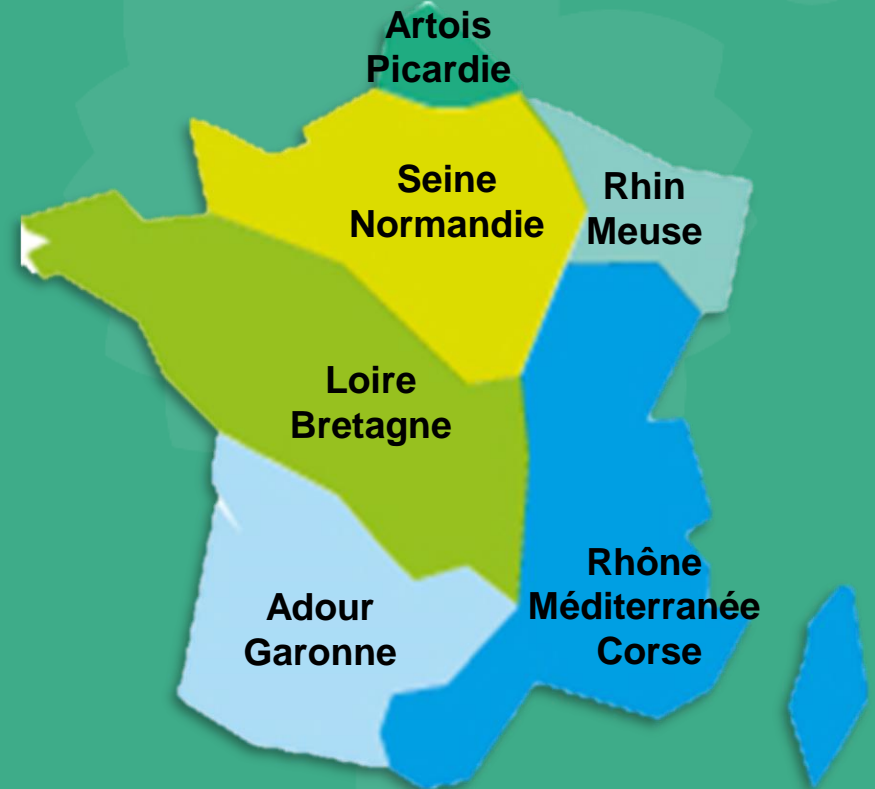 Artois
Picardie
Seine
Normandie
Rhin
Meuse
Loire
Bretagne
Rhône
Méditerranée
Corse
Adour
Garonne